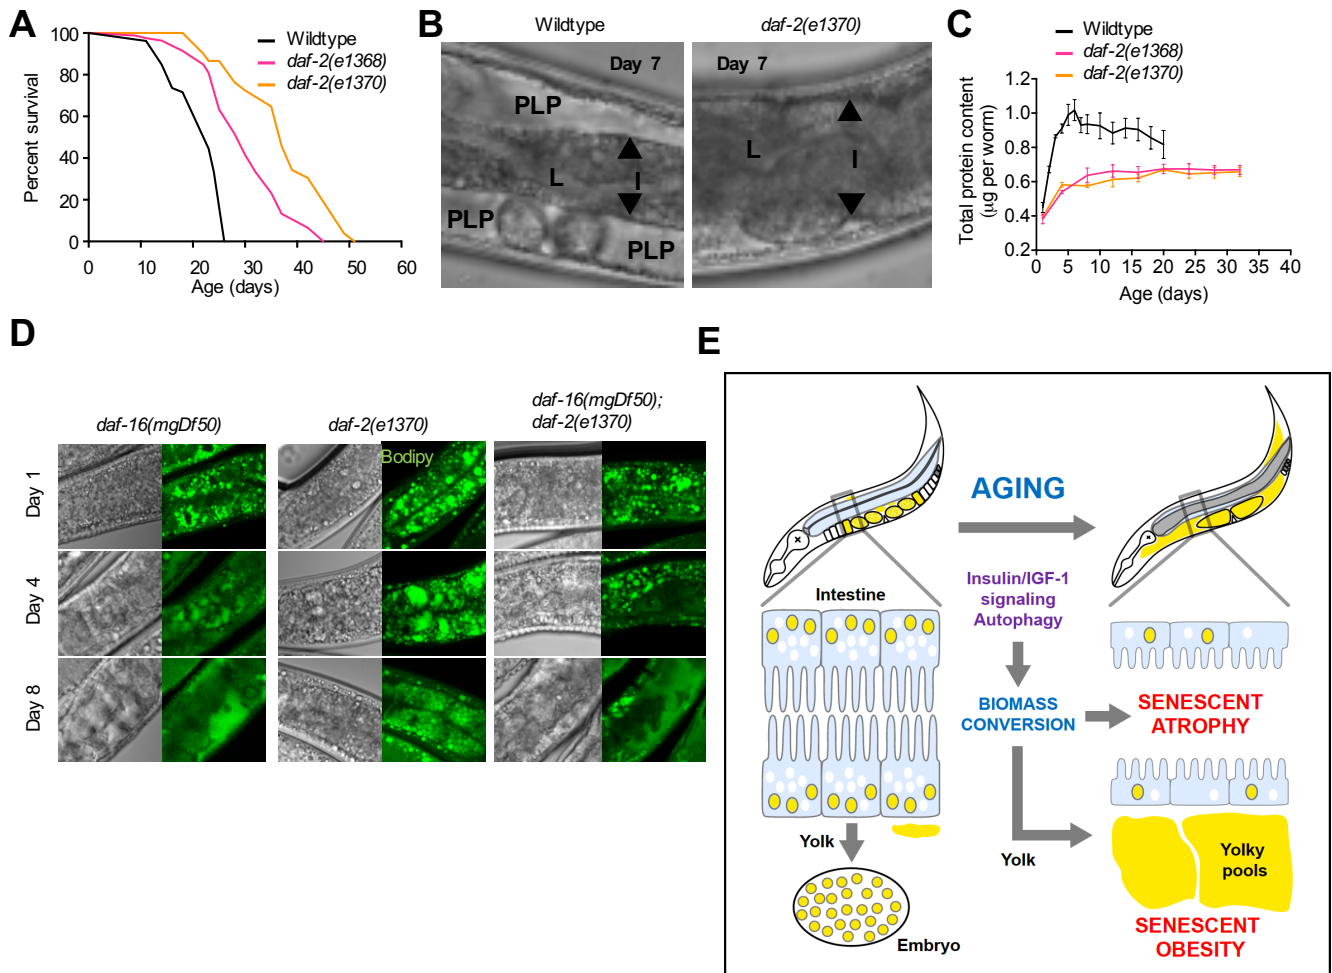 A
Percent survival
100
80
60
40
20
0
0
10
20
30
40
50
60
Age (days)
Wildtype
daf-2(e1368)
daf-2(e1370)
B
Wildtype
daf-2(e1370)
Day 7
PLP
L
I
PLP
PLP
Day 7
L
I
C
Wildtype
daf-2(e1368)
daf-2(e1370)
Total protein content
(µg per worm)
1.2
1.0
0.8
0.6
0.4
0.2
0
5
10
15
20
25
30
35
40
Age (days)
D
daf-16(mgDf50)
daf-2(e1370)
daf-16(mgDf50);
daf-2(e1370)
Bodipy
Day 1
Day 4
Day 8
E
AGING
Insulin/IGF-1
signaling
Autophagy
Intestine
BIOMASS
CONVERSION
SENESCENT
ATROPHY
Yolk
Embryo
Yolk
Yolky
pools
SENESCENT
OBESITY